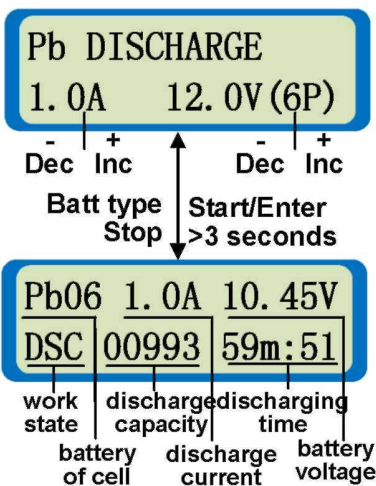 Pb DISCHARGE
1.0A 12.0V(6P)
- + - +
Dec Inc Dec Inc
Batt type Start/Enter
Stop >3 seconds
Pb06 1.0A 10.45V
DSC 00993 59m:51
work discharge discharging
state capacity time
battery discharge battery
of cell current voltage